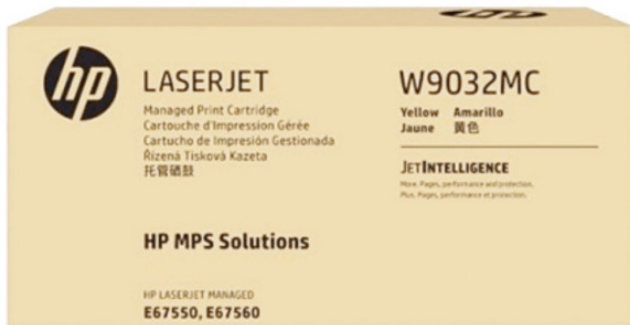 hp
LASERJET
Managed Print Cartridge
Cartouche d'Impression Gérée
Cartucho de Impresión Gestionada
Řízená Tisková Kazeta
托管硒鼓
HP MPS Solutions
HP LASERJET MANAGED
E67550, E67560
W9032MC
Yellow Amarillo
Jaune 黄色
JETINTELLIGENCE
More. Pages, performance and protection.
Plus. Pages, performance et protection.